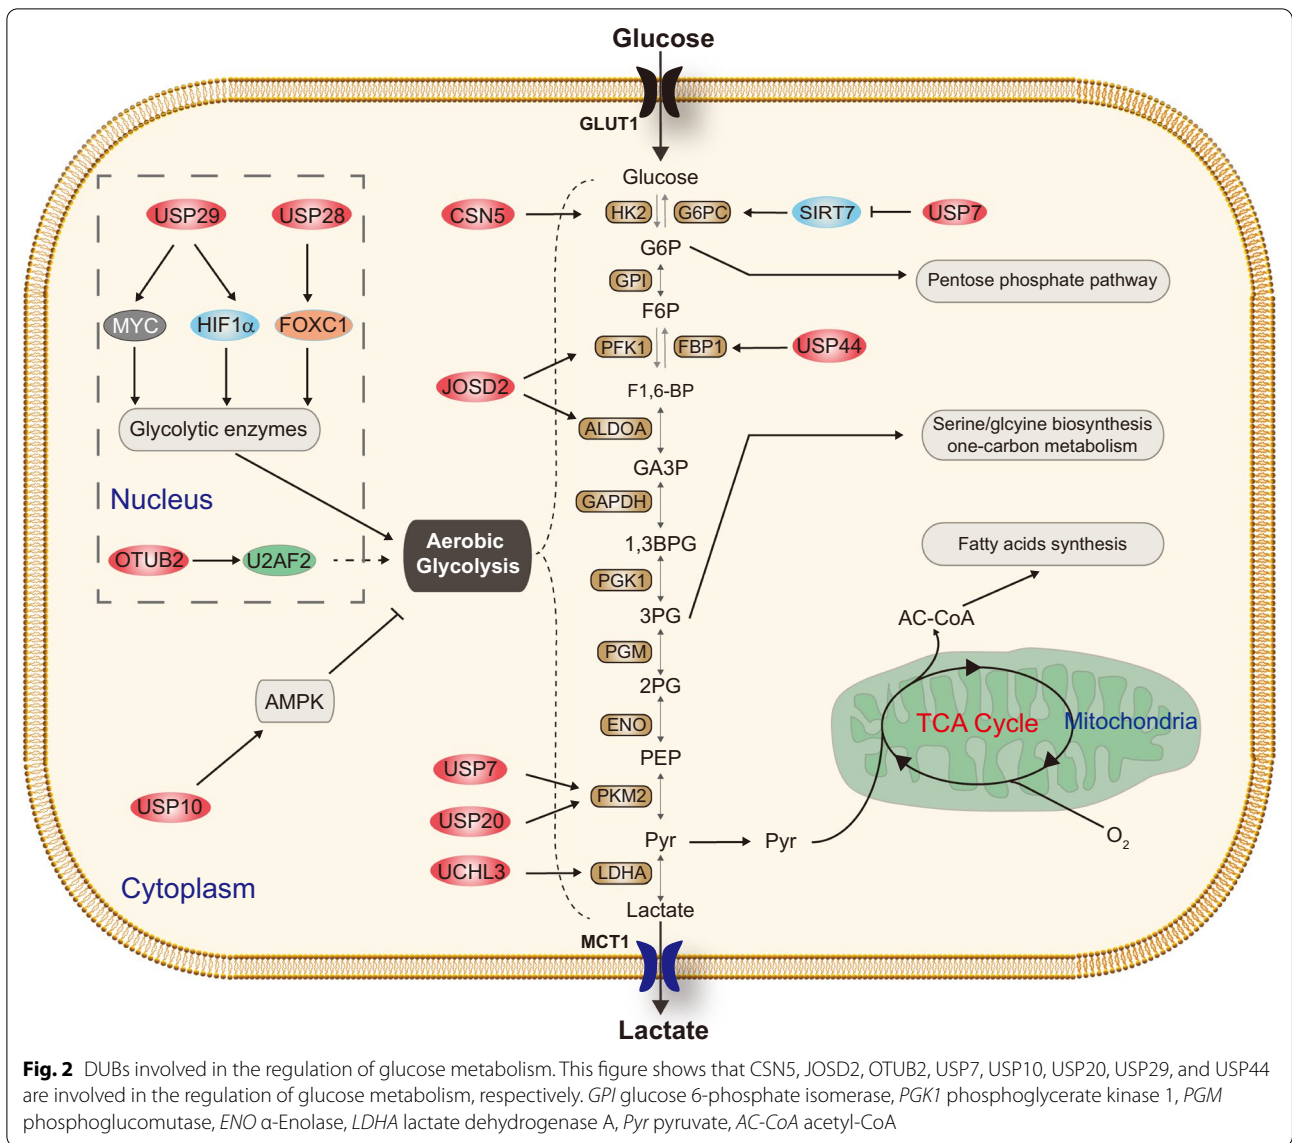 Glucose
GLUT1
Glucose
USP29
USP28
CSN5
HK2
G6PC
SIRT7
USP7
G6P
GPI
Pentose phosphate pathway
F6P
MYC
HIF1α
FOXC1
PFK1
FBP1
USP44
JOSD2
F1,6-BP
Glycolytic enzymes
ALDOA
Serine/glcyine biosynthesis
one-carbon metabolism
GA3P
Nucleus
GAPDH
Aerobic
Glycolysis
1,3BPG
Fatty acids synthesis
OTUB2
U2AF2
PGK1
3PG
AC-CoA
PGM
2PG
AMPK
ENO
TCA Cycle
Mitochondria
PEP
USP7
USP10
PKM2
USP20
Pyr
Pyr
O2
UCHL3
LDHA
Cytoplasm
Lactate
MCT1
Lactate
Fig. 2 DUBs involved in the regulation of glucose metabolism. This figure shows that CSN5, JOSD2, OTUB2, USP7, USP10, USP20, USP29, and USP44
are involved in the regulation of glucose metabolism, respectively. GPI glucose 6-phosphate isomerase, PGK1 phosphoglycerate kinase 1, PGM
phosphoglucomutase, ENO α-Enolase, LDHA lactate dehydrogenase A, Pyr pyruvate, AC-CoA acetyl-CoA